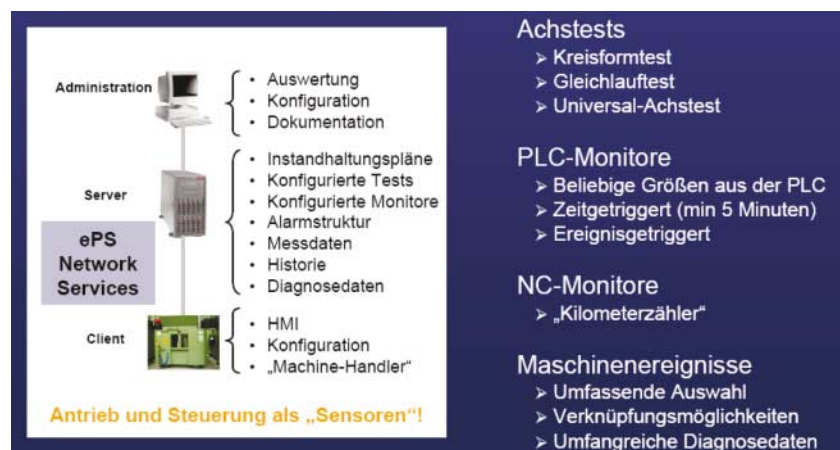 Administration
• Auswertung
• Konfiguration
• Dokumentation
Server
• Instandhaltungspläne
• Konfigurierte Tests
• Konfigurierte Monitore
• Alarmstruktur
• Messdaten
• Historie
• Diagnosedaten
ePS
Network
Services
Client
• HMI
• Konfiguration
• „Machine-Handler“
Antrieb und Steuerung als „Sensoren“!
Achstests
➢ Kreisformtest
➢ Gleichlauftest
➢ Universal-Achstest
PLC-Monitore
➢ Beliebige Größen aus der PLC
➢ Zeitgetriggert (min 5 Minuten)
➢ Ereignisgetriggert
NC-Monitore
➢ „Kilometerzähler“
Maschinenereignisse
➢ Umfassende Auswahl
➢ Verknüpfungsmöglichkeiten
➢ Umfangreiche Diagnosedaten